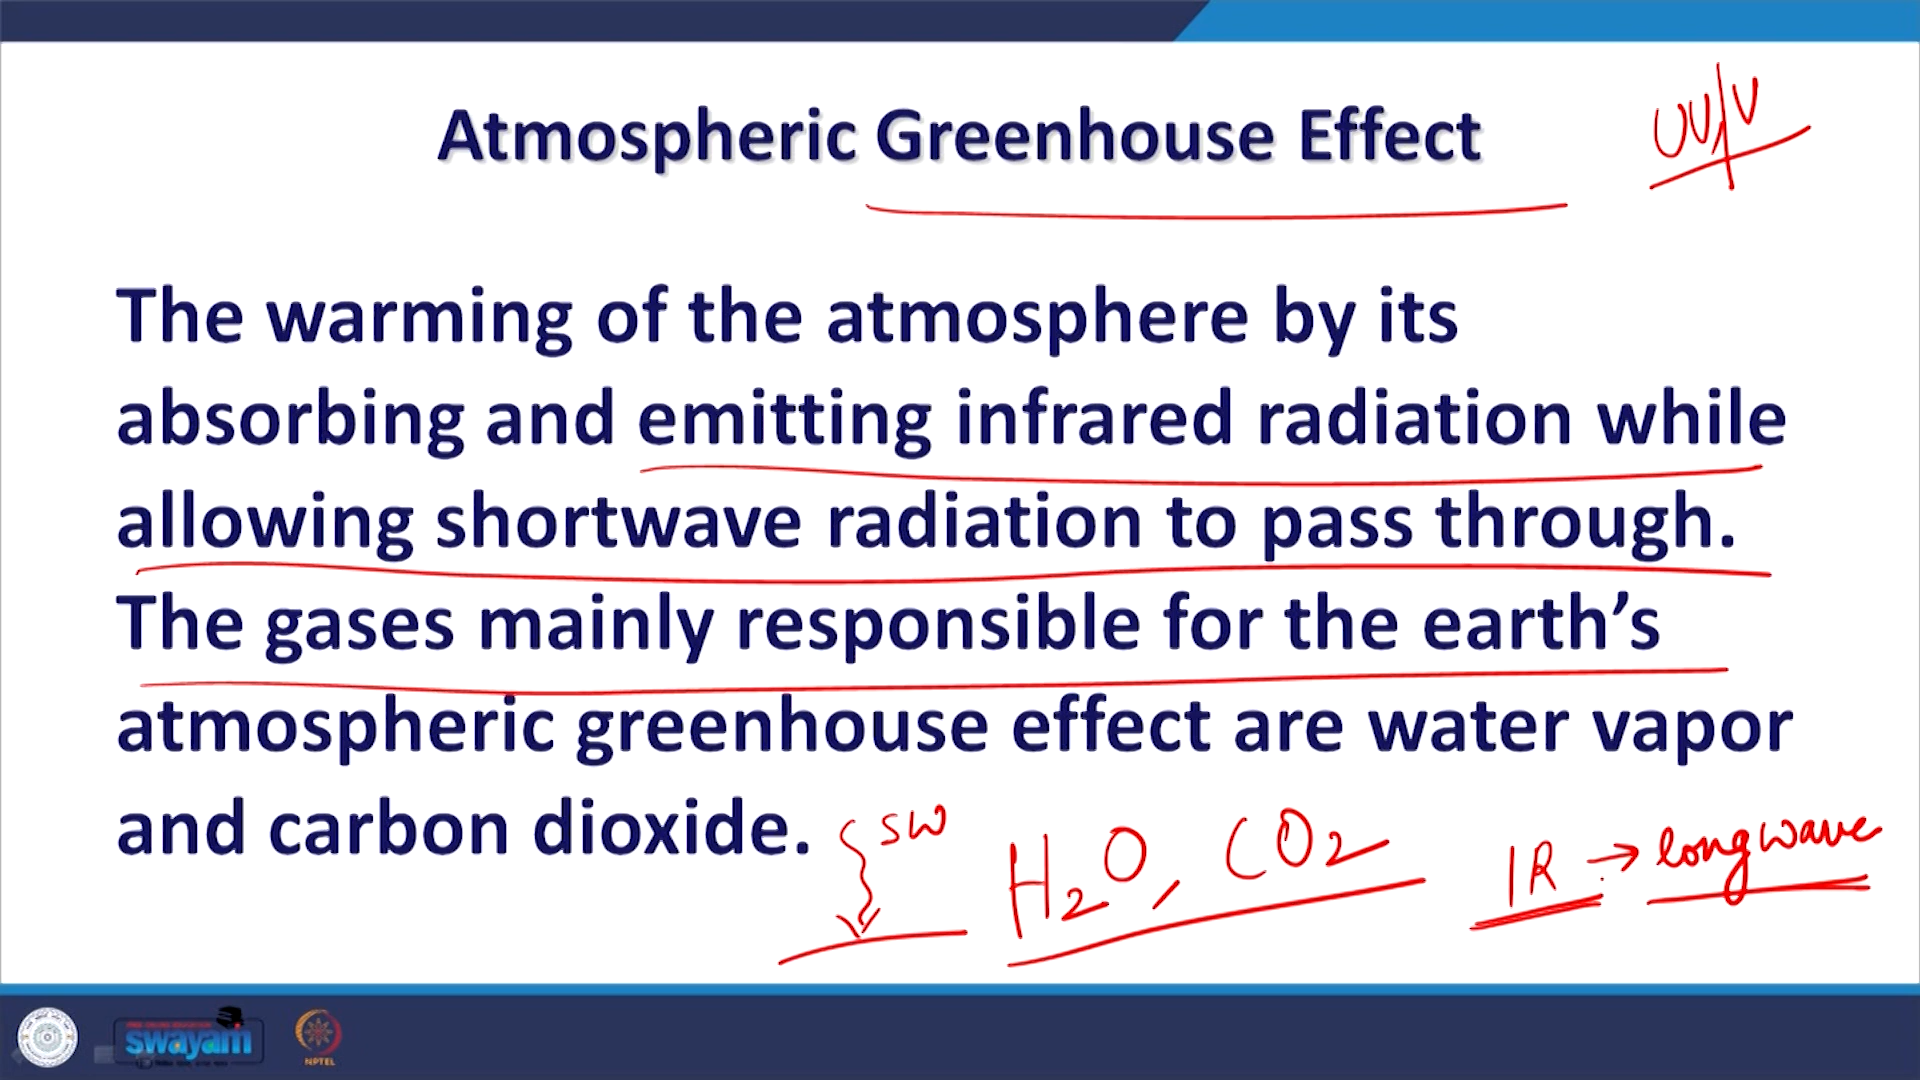 Atmospheric Greenhouse Effect
UV/V
The warming of the atmosphere by its
absorbing and emitting infrared radiation while
allowing shortwave radiation to pass through.
The gases mainly responsible for the earth’s
atmospheric greenhouse effect are water vapor
and carbon dioxide.
SW
H2O, CO2
IR → longwave
swayam
NPTEL